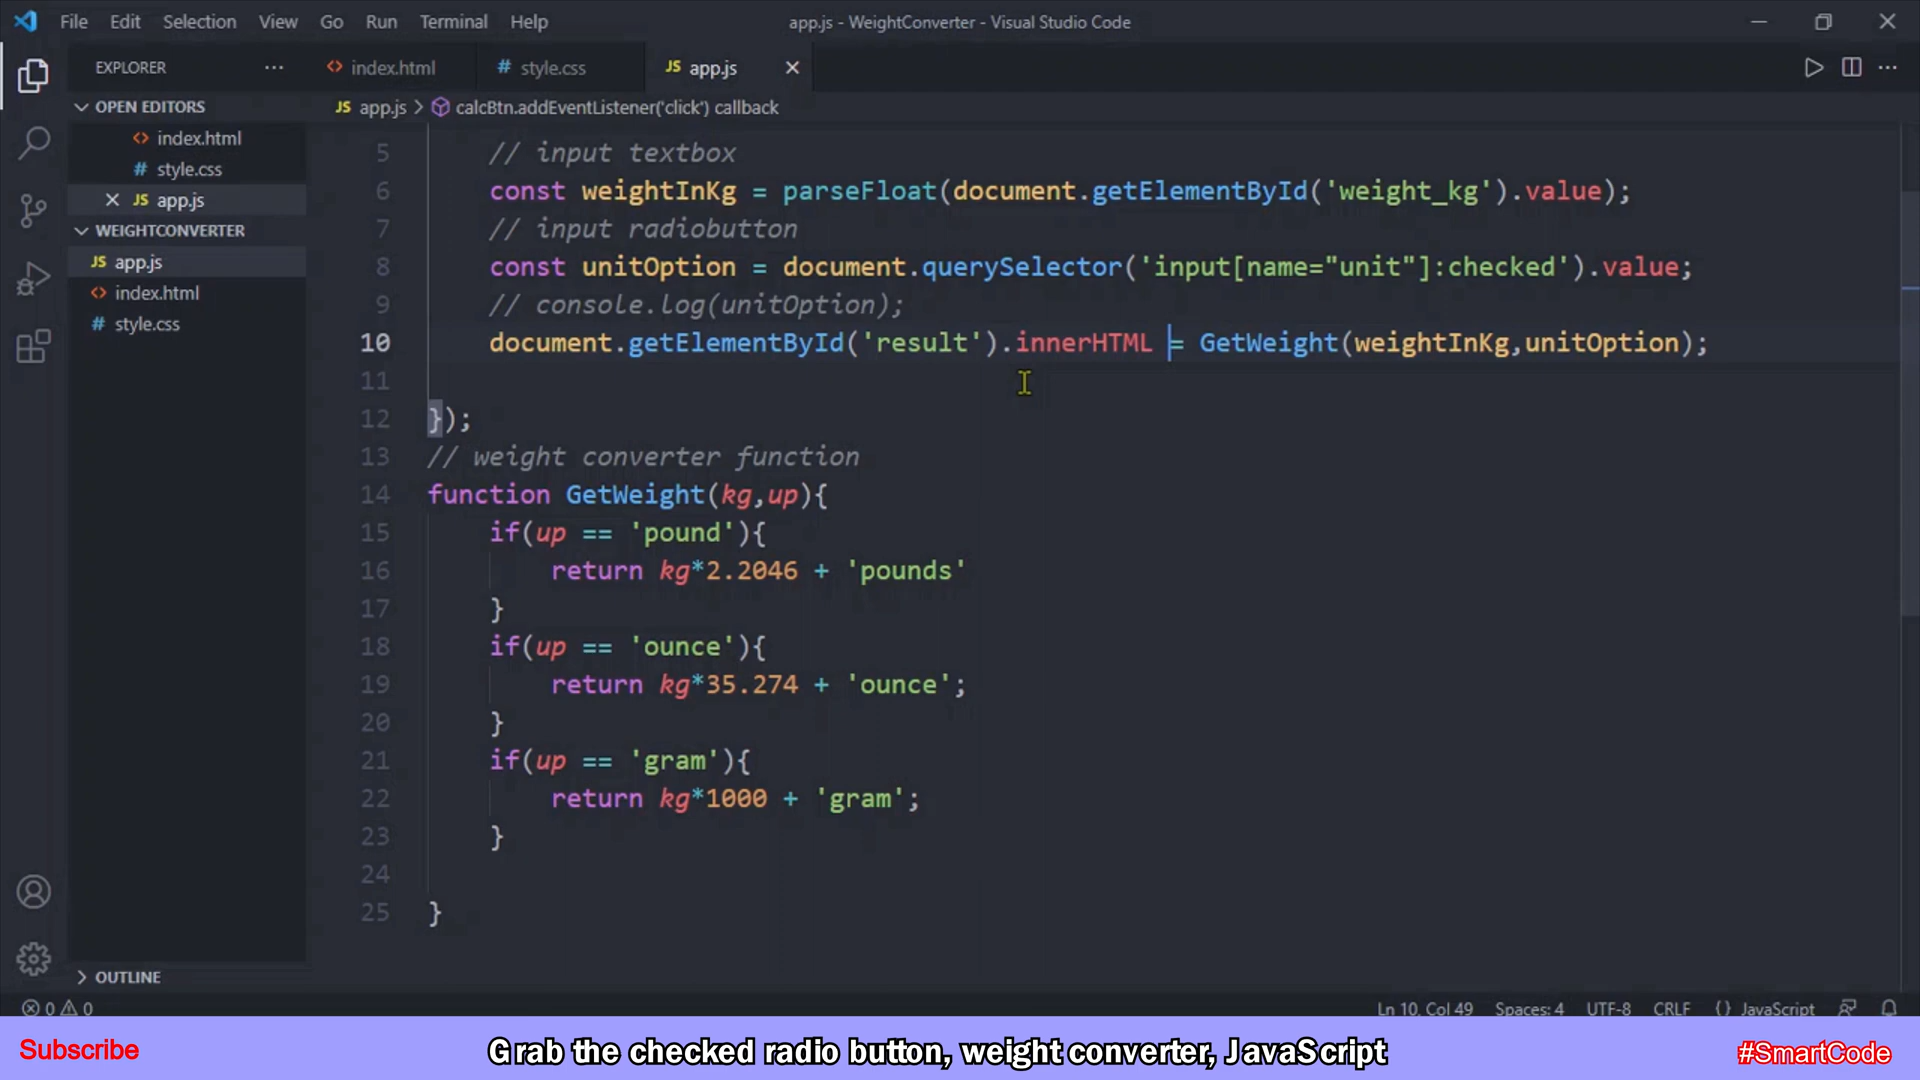 File Edit Selection View Go Run Terminal Help
app.js - WeightConverter - Visual Studio Code
EXPLORER
index.html
# style.css
JS app.js
OPEN EDITORS
index.html
# style.css
JS app.js
WEIGHTCONVERTER
JS app.js
index.html
# style.css
OUTLINE
JS app.js > calcBtn.addEventListener('click') callback
5 // input textbox
6 const weightInKg = parseFloat(document.getElementById('weight_kg').value);
7 // input radiobutton
8 const unitOption = document.querySelector('input[name="unit"]:checked').value;
9 // console.log(unitOption);
10 document.getElementById('result').innerHTML = GetWeight(weightInKg,unitOption);
11
12 });
13 // weight converter function
14 function GetWeight(kg,up){
15 if(up == 'pound'){
16 return kg*2.2046 + 'pounds'
17 }
18 if(up == 'ounce'){
19 return kg*35.274 + 'ounce';
20 }
21 if(up == 'gram'){
22 return kg*1000 + 'gram';
23 }
24
25 }
0 0
Ln 10, Col 49 Spaces: 4 UTF-8 CRLF {} JavaScript
Subscribe
Grab the checked radio button, weight converter, JavaScript
#SmartCode